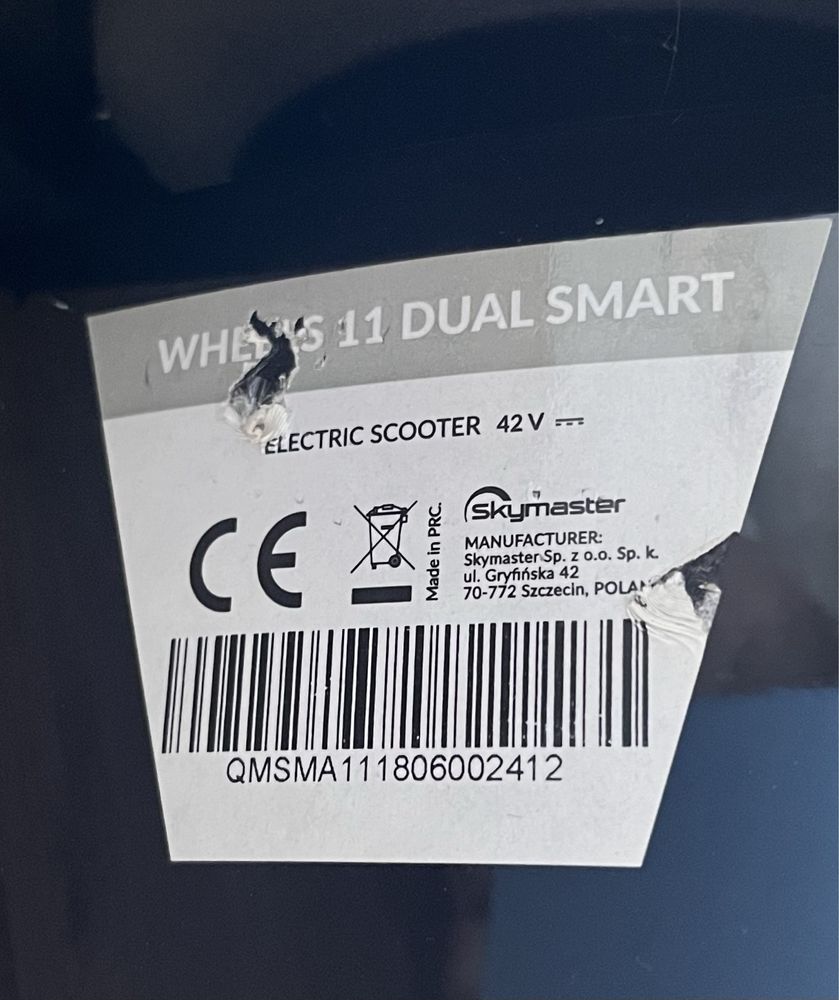 11 DUAL SMART
ELECTRIC SCOOTER 42 V
CE
Made in PRC.
skymaster
MANUFACTURER:
Skymaster Sp. z o.o. Sp. k.
ul. Gryfińska 42
70-772 Szczecin,
QMSMA111806002412